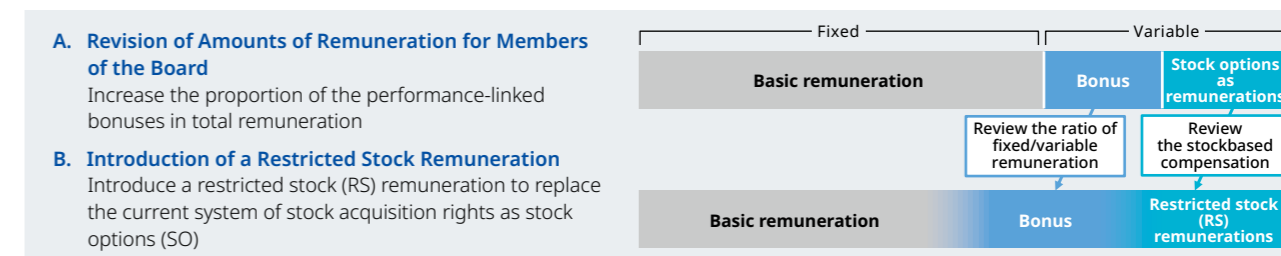 A. Revision of Amounts of Remuneration for Members
of the Board
Increase the proportion of the performance-linked
bonuses in total remuneration
B. Introduction of a Restricted Stock Remuneration
Introduce a restricted stock (RS) remuneration to replace
the current system of stock acquisition rights as stock
options (SO)
Fixed
Variable
Basic remuneration
Bonus
Stock options
as
remunerations
Review the ratio of
fixed/variable
remuneration
Review
the stockbased
compensation
Basic remuneration
Bonus
Restricted stock
(RS)
remunerations